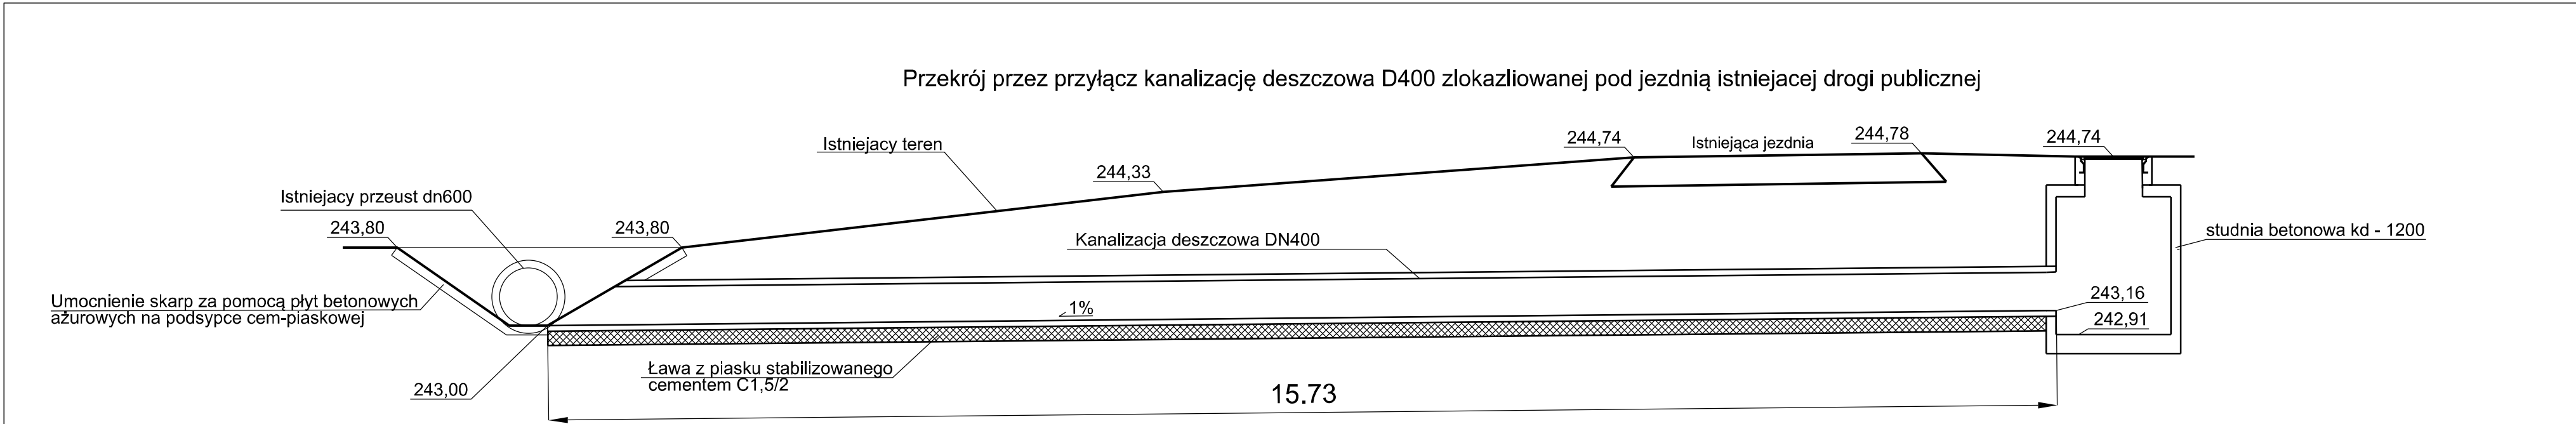 Przekrój przez przyłącz kanalizację deszczowa D400 zlokazliowanej pod jezdnią istniejacej drogi publicznej
Istniejacy teren
244,33
244,74
Istniejąca jezdnia
244,78
244,74
Istniejacy przeust dn600
243,80
243,80
Kanalizacja deszczowa DN400
studnia betonowa kd - 1200
Umocnienie skarp za pomocą płyt betonowych
ażurowych na podsypce cem-piaskowej
1%
243,16
242,91
Ława z piasku stabilizowanego
cementem C1,5/2
243,00
15.73